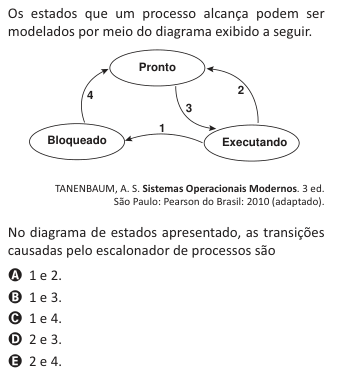 Os estados que um processo alcança podem ser
modelados por meio do diagrama exibido a seguir.
Pronto
4
2
3
1
Bloqueado
Executando
TANENBAUM, A. S. Sistemas Operacionais Modernos. 3 ed.
São Paulo: Pearson do Brasil: 2010 (adaptado).
No diagrama de estados apresentado, as transições
causadas pelo escalonador de processos são
A 1 e 2.
B 1 e 3.
C 1 e 4.
D 2 e 3.
E 2 e 4.